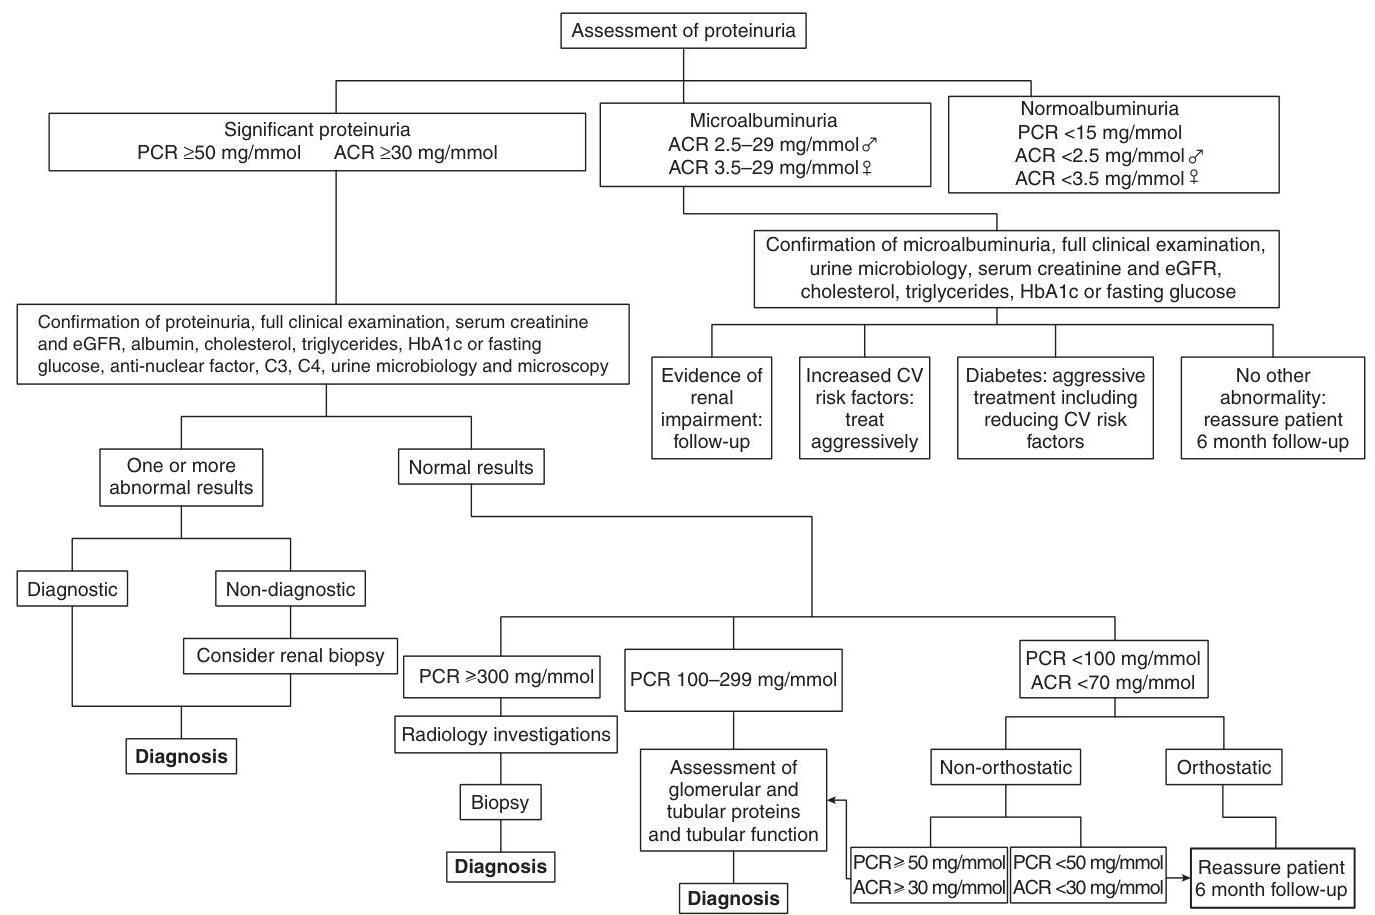 Assessment of proteinuria
Significant proteinuria
PCR ≥50 mg/mmol ACR ≥30 mg/mmol
Microalbuminuria
ACR 2.5–29 mg/mmol♂
ACR 3.5–29 mg/mmol♀
Normoalbuminuria
PCR <15 mg/mmol
ACR <2.5 mg/mmol♂
ACR <3.5 mg/mmol♀
Confirmation of microalbuminuria, full clinical examination,
urine microbiology, serum creatinine and eGFR,
cholesterol, triglycerides, HbA1c or fasting glucose
Confirmation of proteinuria, full clinical examination, serum creatinine
and eGFR, albumin, cholesterol, triglycerides, HbA1c or fasting
glucose, anti-nuclear factor, C3, C4, urine microbiology and microscopy
Evidence of
renal
impairment:
follow-up
Increased CV
risk factors:
treat
aggressively
Diabetes: aggressive
treatment including
reducing CV risk
factors
No other
abnormality:
reassure patient
6 month follow-up
One or more
abnormal results
Normal results
Diagnostic
Non-diagnostic
Consider renal biopsy
Diagnosis
PCR ≥300 mg/mmol
Radiology investigations
Biopsy
Diagnosis
PCR 100–299 mg/mmol
Assessment of
glomerular and
tubular proteins
and tubular function
Diagnosis
PCR <100 mg/mmol
ACR <70 mg/mmol
Non-orthostatic
Orthostatic
PCR≥50 mg/mmol
ACR≥30 mg/mmol
PCR <50 mg/mmol
ACR <30 mg/mmol
Reassure patient
6 month follow-up